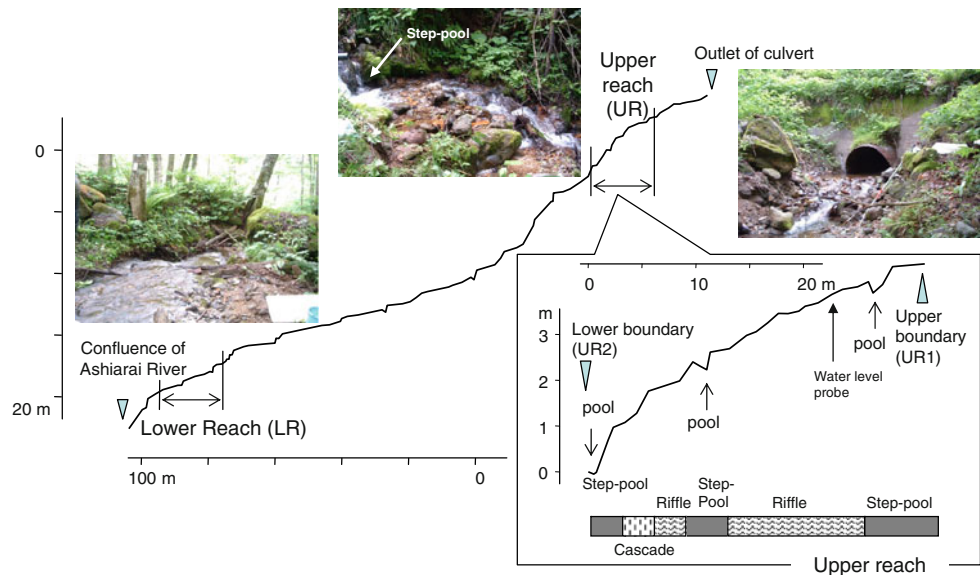 Step-pool
Upper
reach
(UR)
Outlet of culvert
0
Confluence of
Ashiarai River
20 m
Lower Reach (LR)
100 m
0
0
20 m
m
3
2
1
0
Lower boundary
(UR2)
pool
pool
Water level
probe
pool
Upper
boundary
(UR1)
Step-pool
Riffle
Step-
Pool
Riffle
Step-pool
Cascade
Upper reach